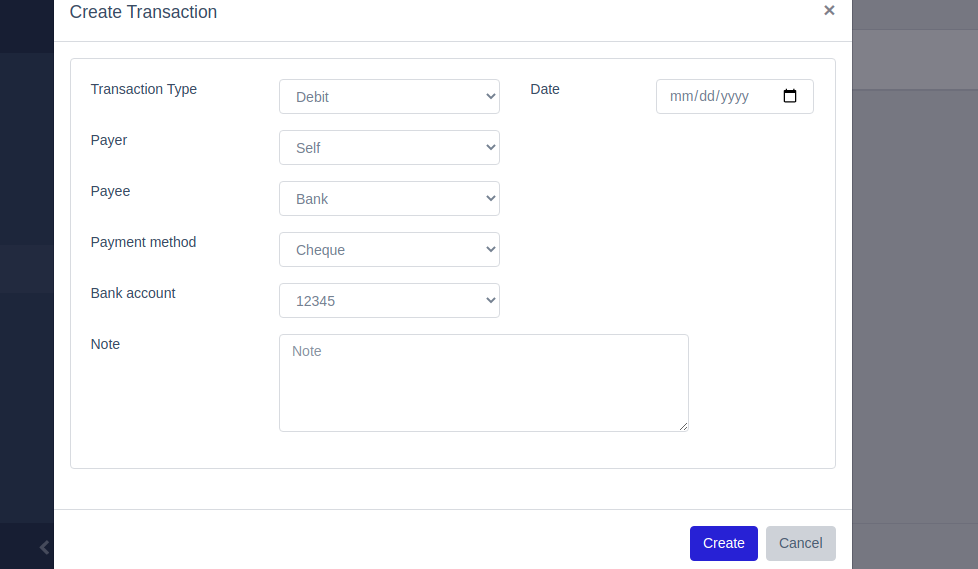 Create Transaction ×
Transaction Type Debit Date mm/dd/yyyy
Payer Self
Payee Bank
Payment method Cheque
Bank account 12345
Note Note
Create Cancel